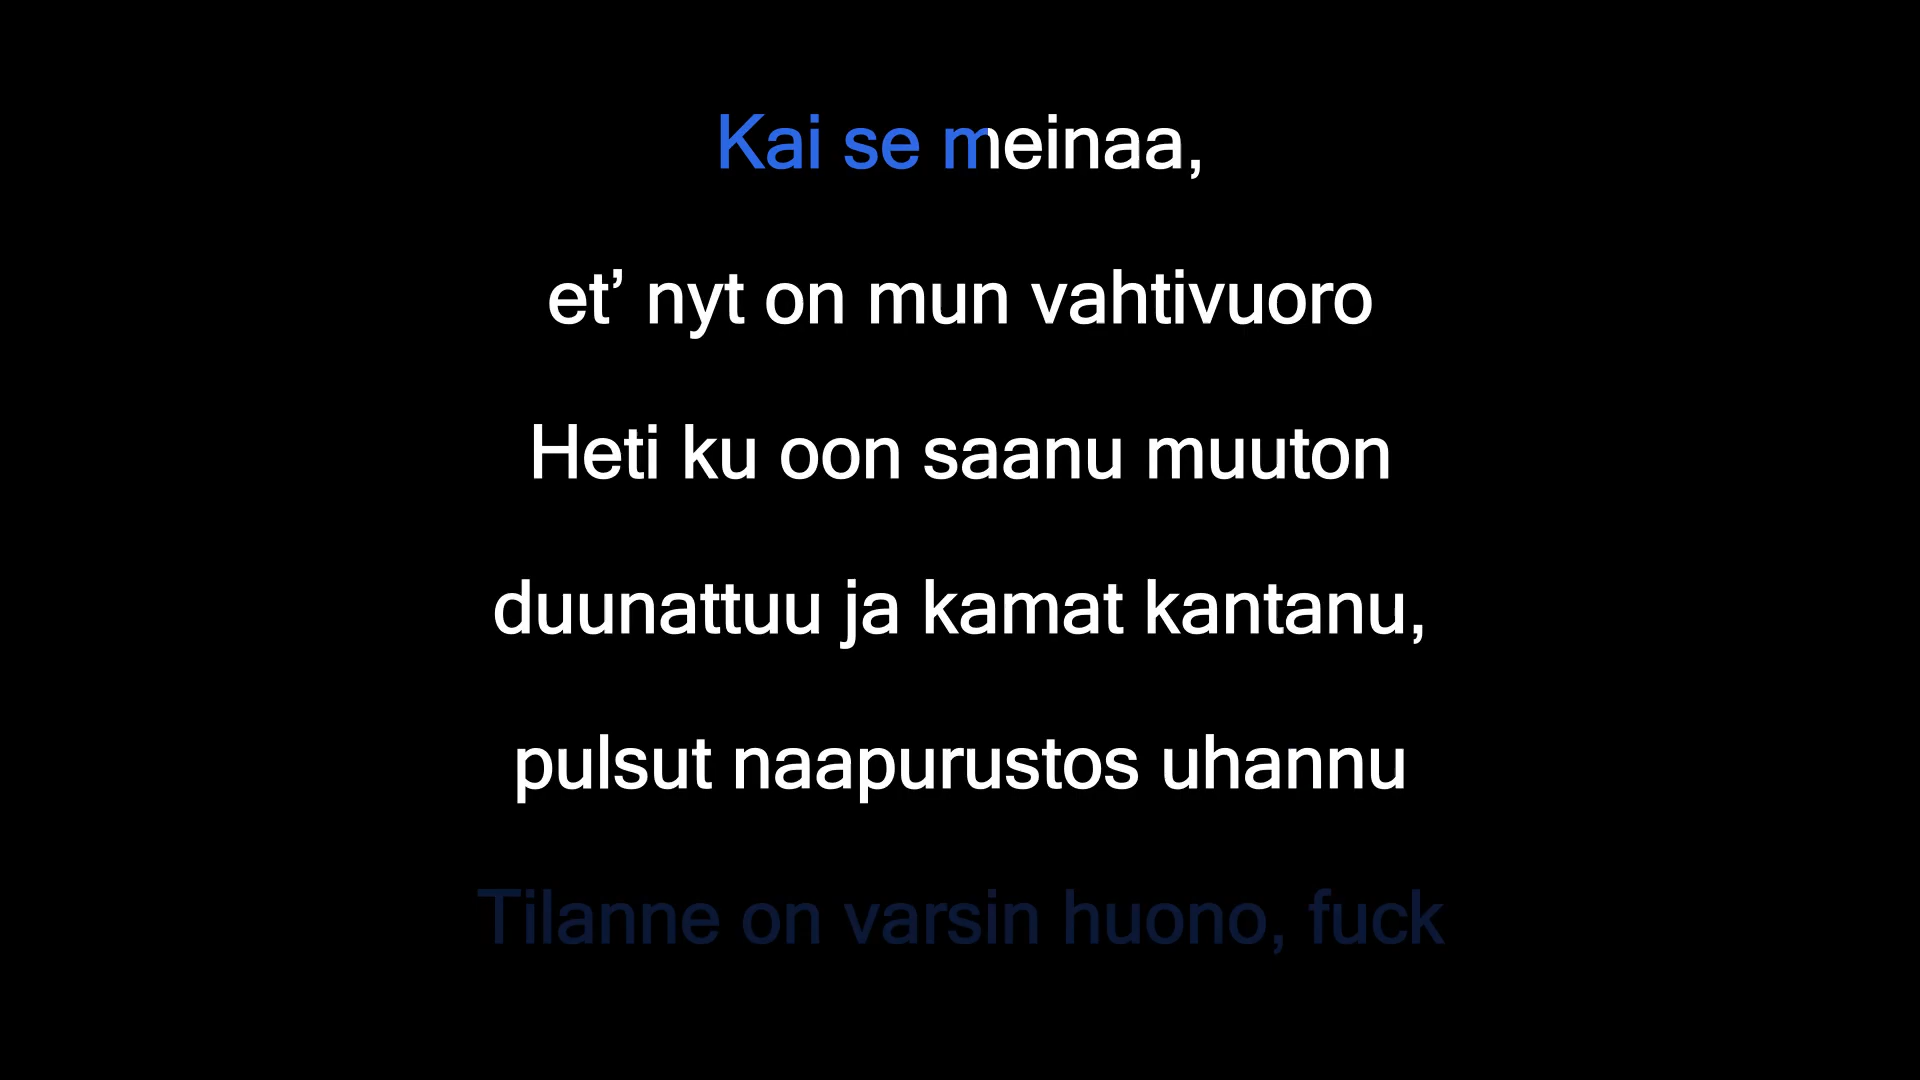 Kai se meinaa,
et’ nyt on mun vahtivuoro
Heti ku oon saanu muuton
duunattuu ja kamat kantanu,
pulsut naapurustos uhannu
Tilanne on varsin huono, fuck